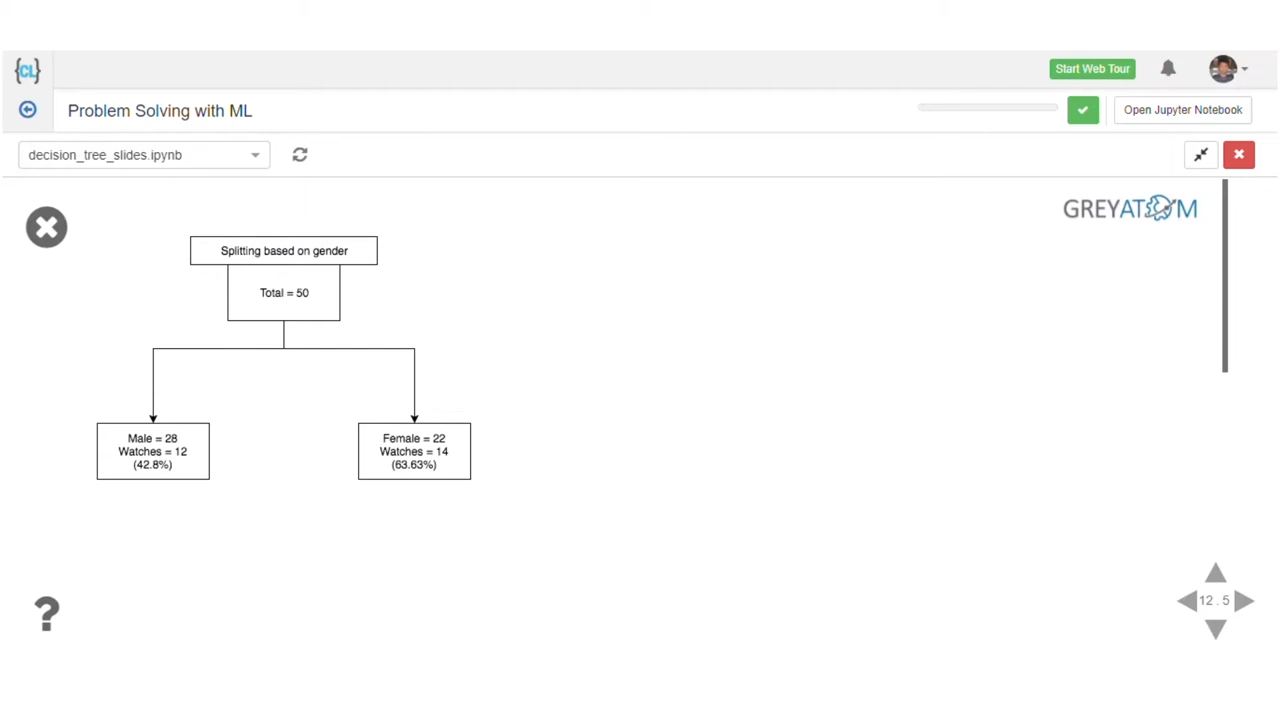 {CL}
Start Web Tour
Problem Solving with ML
Open Jupyter Notebook
decision_tree_slides.ipynb
GREYATOM
Splitting based on gender
Total = 50
Male = 28
Watches = 12
(42.8%)
Female = 22
Watches = 14
(63.63%)
?
12.5